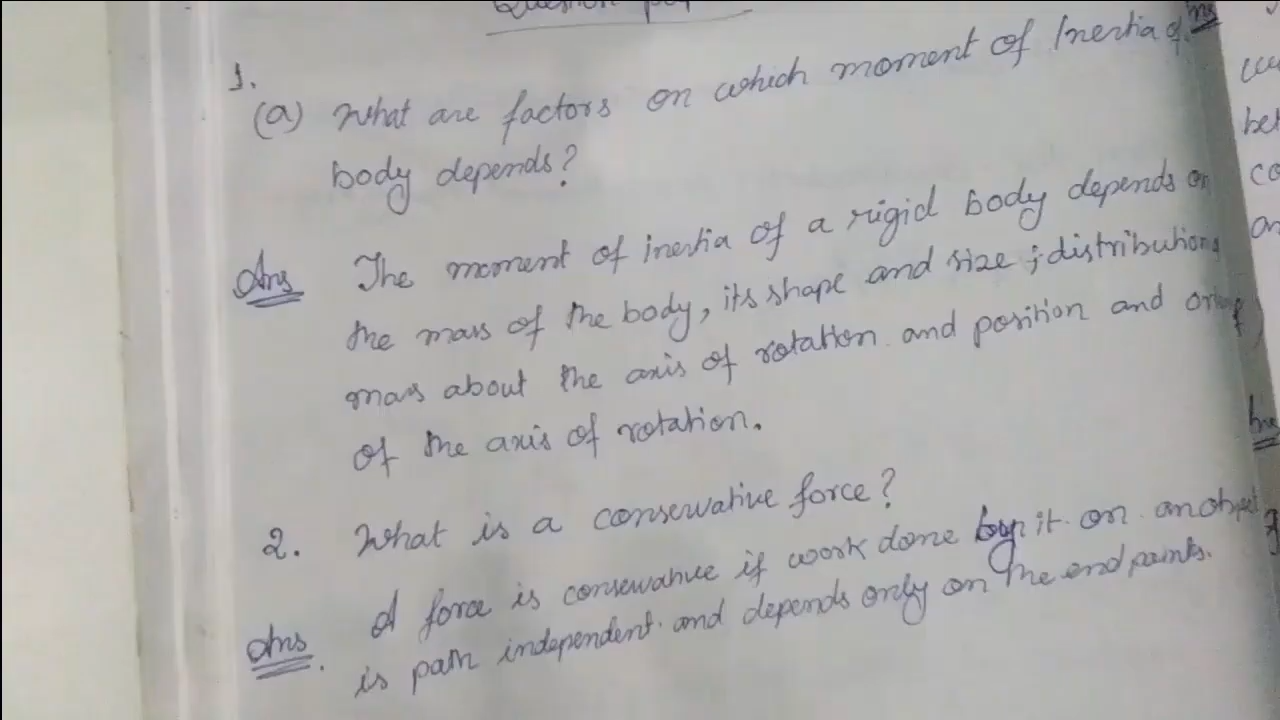 Question
1.
(a) What are factors on which moment of Inertia of
body depends?
Ans The moment of inertia of a rigid body depends on
the mass of the body, its shape and size ; distribution
mass about the axis of rotation and position and
of the axis of rotation.
2. What is a conservative force?
Ans. A force is conservative if work done by it on an object
is path independent and depends only on the end points.